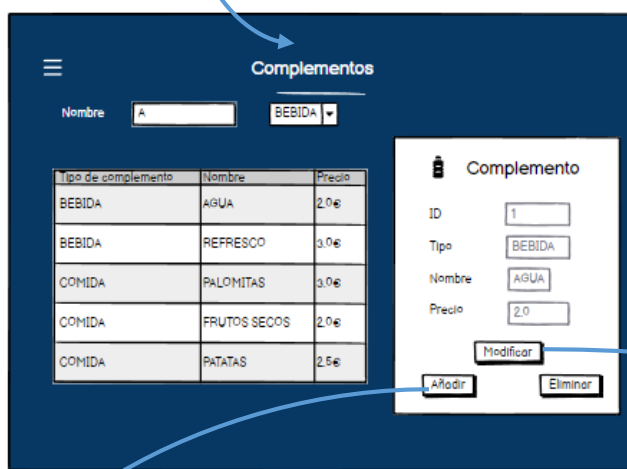 Complementos
Nombre A BEBIDA
Tipo de complemento Nombre Precio
BEBIDA AGUA 2.0€
BEBIDA REFRESCO 3.0€
COMIDA PALOMITAS 3.0€
COMIDA FRUTOS SECOS 2.0€
COMIDA PATATAS 2.5€
Complemento
ID 1
Tipo BEBIDA
Nombre AGUA
Precio 2.0
Modificar
Añadir Eliminar